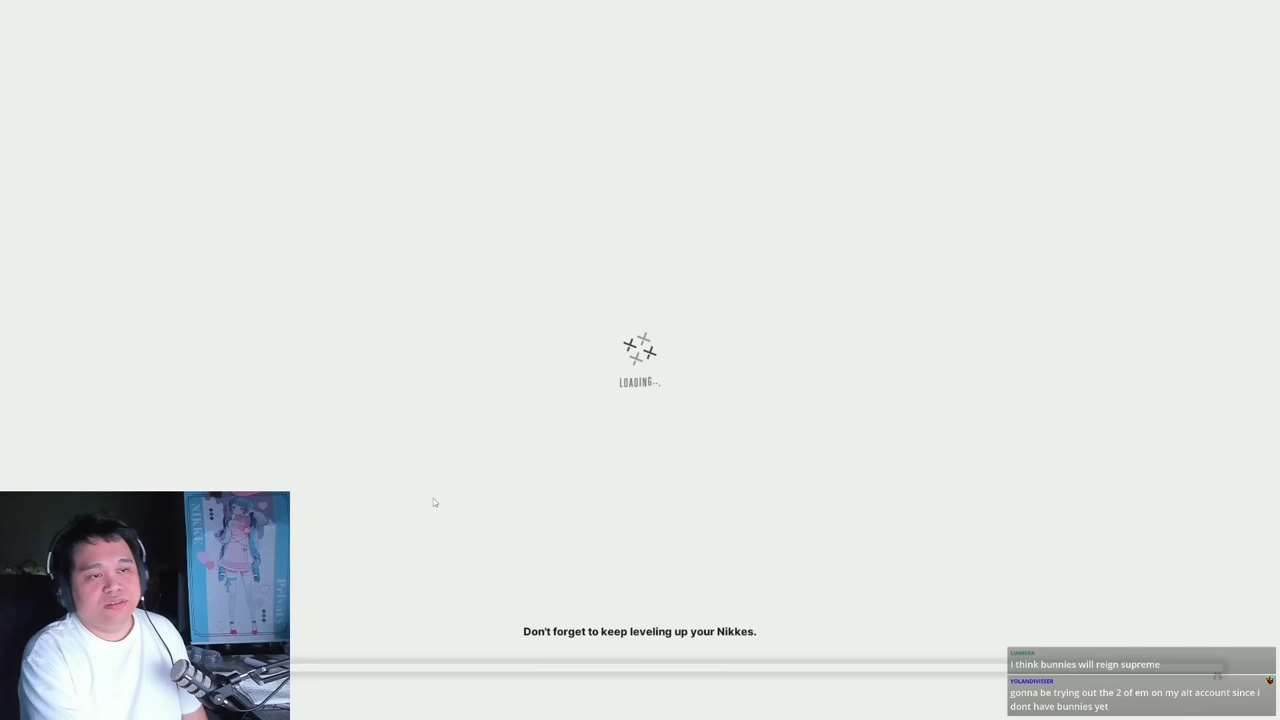 LOADING...
NIKKE
Don't forget to keep leveling up your Nikkes.
I think bunnies will reign supreme
YOLANDIVISSER
gonna be trying out the 2 of em on my alt account since i
dont have bunnies yet